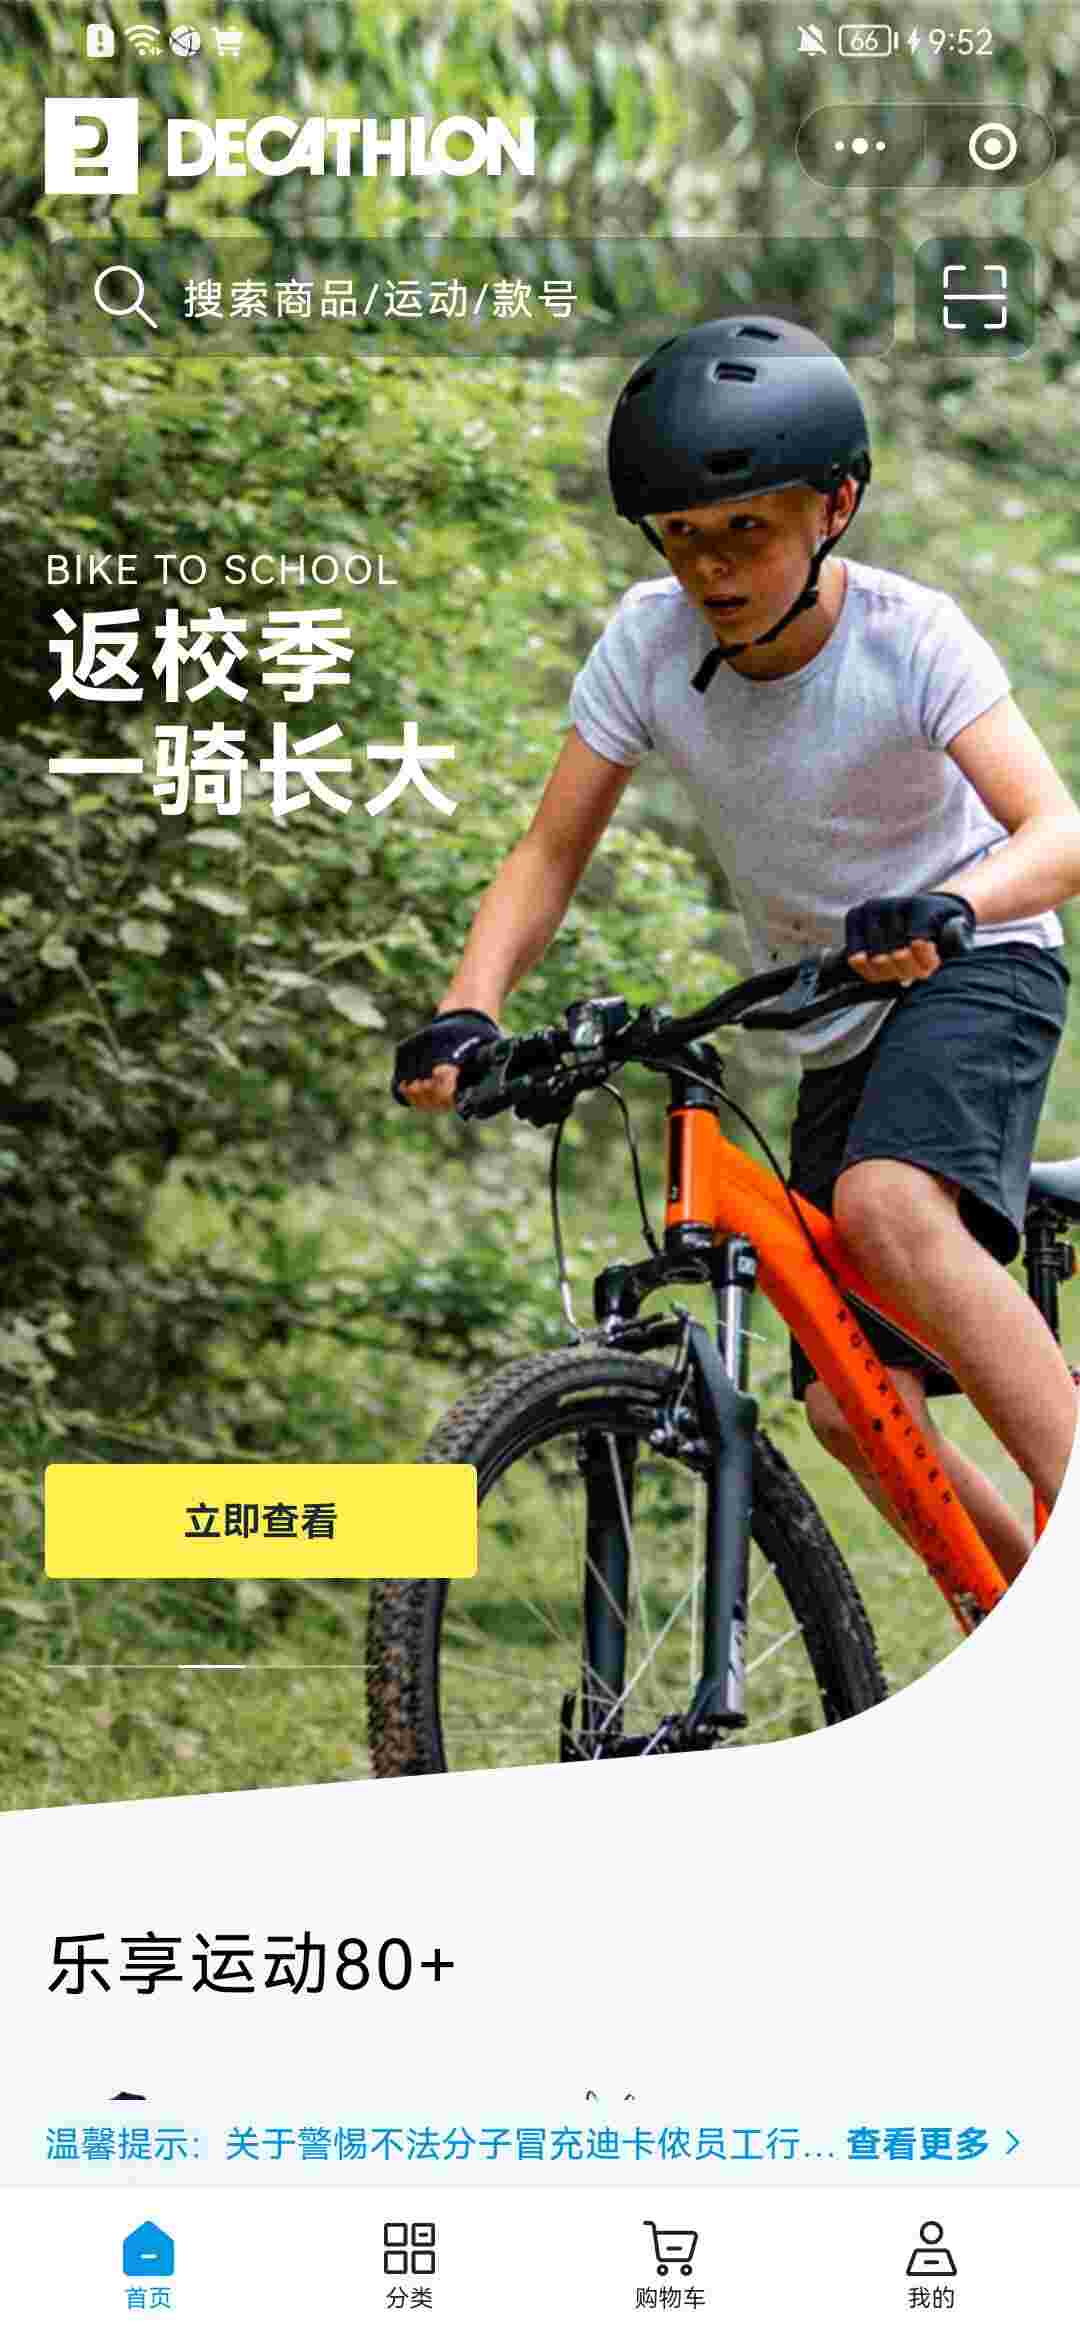 66 9:52
DECATHLON
搜索商品/运动/款号
BIKE TO SCHOOL
返校季
一骑长大
ROCKRIDER
立即查看
乐享运动80+
温馨提示：关于警惕不法分子冒充迪卡侬员工行... 查看更多
首页 分类 购物车 我的